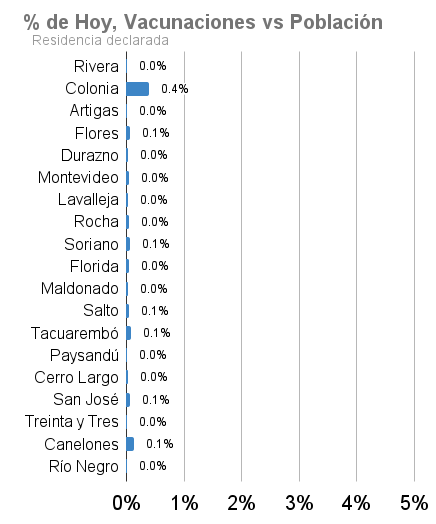 % de Hoy, Vacunaciones vs Población
Residencia declarada
Rivera 0.0%
Colonia 0.4%
Artigas 0.0%
Flores 0.1%
Durazno 0.0%
Montevideo 0.0%
Lavalleja 0.0%
Rocha 0.0%
Soriano 0.1%
Florida 0.0%
Maldonado 0.0%
Salto 0.1%
Tacuarembó 0.1%
Paysandú 0.0%
Cerro Largo 0.0%
San José 0.1%
Treinta y Tres 0.0%
Canelones 0.1%
Río Negro 0.0%
0% 1% 2% 3% 4% 5%